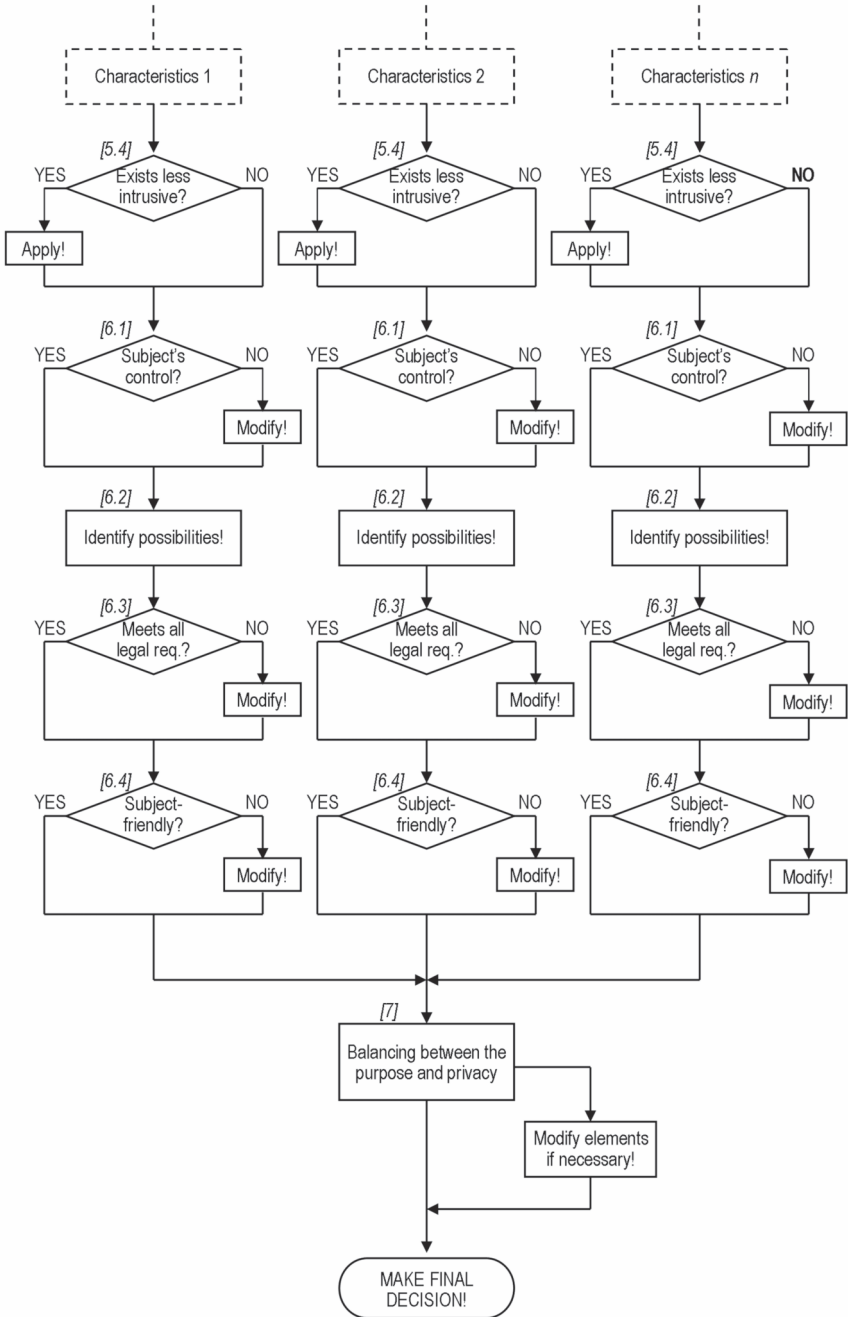 Characteristics 1
Characteristics 2
Characteristics n
[5.4]
[5.4]
[5.4]
YES
Exists less
intrusive?
NO
YES
Exists less
intrusive?
NO
YES
Exists less
intrusive?
NO
Apply!
Apply!
Apply!
[6.1]
[6.1]
[6.1]
YES
Subject's
control?
NO
YES
Subject's
control?
NO
YES
Subject's
control?
NO
Modify!
Modify!
Modify!
[6.2]
[6.2]
[6.2]
Identify possibilities!
Identify possibilities!
Identify possibilities!
[6.3]
[6.3]
[6.3]
YES
Meets all
legal req.?
NO
YES
Meets all
legal req.?
NO
YES
Meets all
legal req.?
NO
Modify!
Modify!
Modify!
[6.4]
[6.4]
[6.4]
YES
Subject-
friendly?
NO
YES
Subject-
friendly?
NO
YES
Subject-
friendly?
NO
Modify!
Modify!
Modify!
[7]
Balancing between the
purpose and privacy
Modify elements
if necessary!
MAKE FINAL
DECISION!